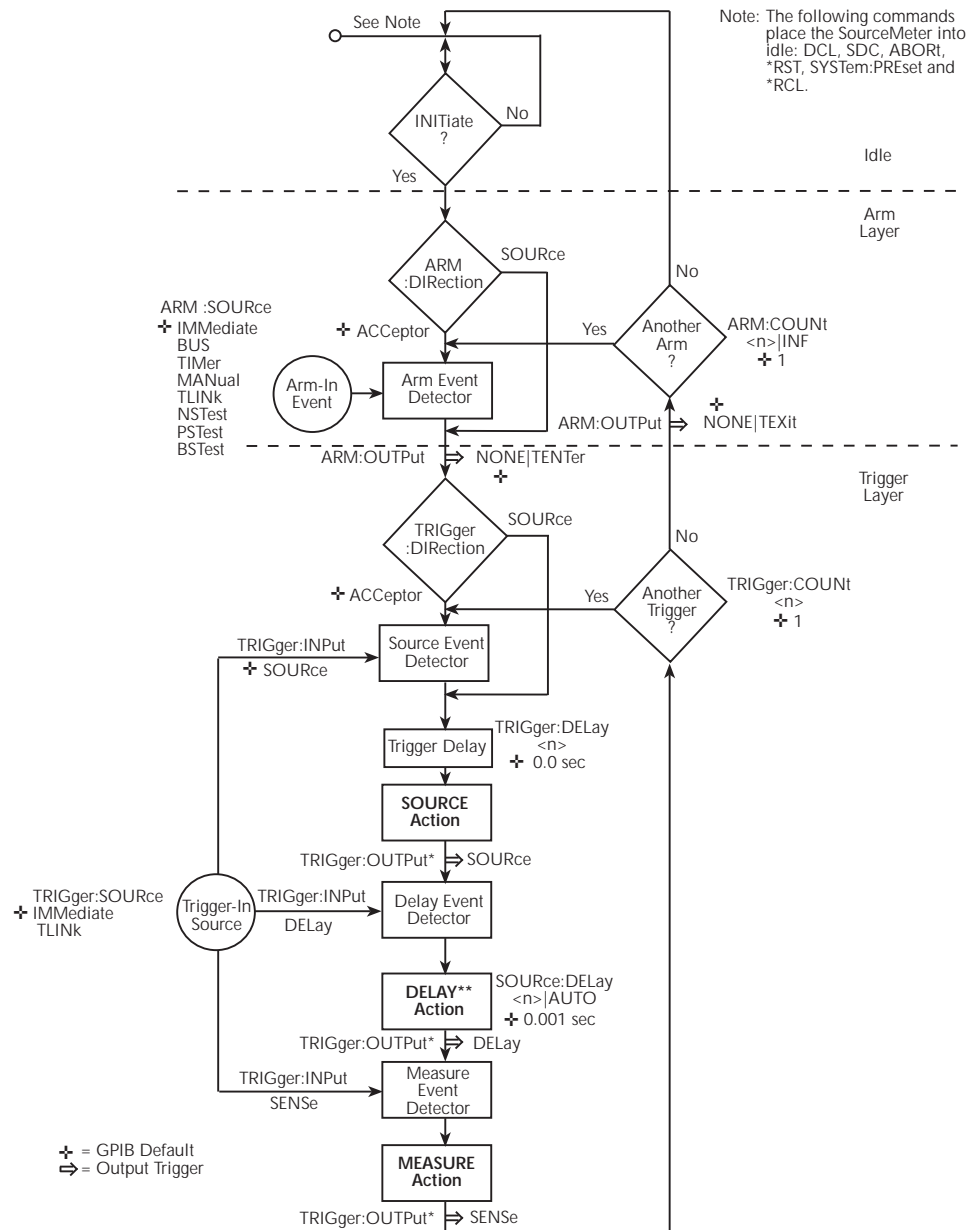 See Note
Note: The following commands
place the SourceMeter into
idle: DCL, SDC, ABORt,
*RST, SYSTem:PREset and
*RCL.
INITiate
?
No
Yes
Idle
Arm
Layer
ARM
:DIRection
SOURce
No
ARM :SOURce
IMMediate
BUS
TIMer
MANual
TLINk
NSTest
PSTest
BSTest
ACCeptor
Yes
Another
Arm
?
ARM:COUNt
<n>|INF
1
Arm-In
Event
Arm Event
Detector
ARM:OUTPut
NONE|TEXit
ARM:OUTPut
NONE|TENTer
Trigger
Layer
TRIGger
:DIRection
SOURce
No
ACCeptor
Yes
Another
Trigger
?
TRIGger:COUNt
<n>
1
TRIGger:INPut
SOURce
Source Event
Detector
Trigger Delay
TRIGger:DELay
<n>
0.0 sec
SOURCE
Action
TRIGger:OUTPut*
SOURce
TRIGger:SOURce
IMMediate
TLINk
Trigger-In
Source
TRIGger:INPut
DELay
Delay Event
Detector
DELAY**
Action
SOURce:DELay
<n>|AUTO
0.001 sec
TRIGger:OUTPut*
DELay
TRIGger:INPut
SENSe
Measure
Event
Detector
= GPIB Default
= Output Trigger
MEASURE
Action
TRIGger:OUTPut*
SENSe